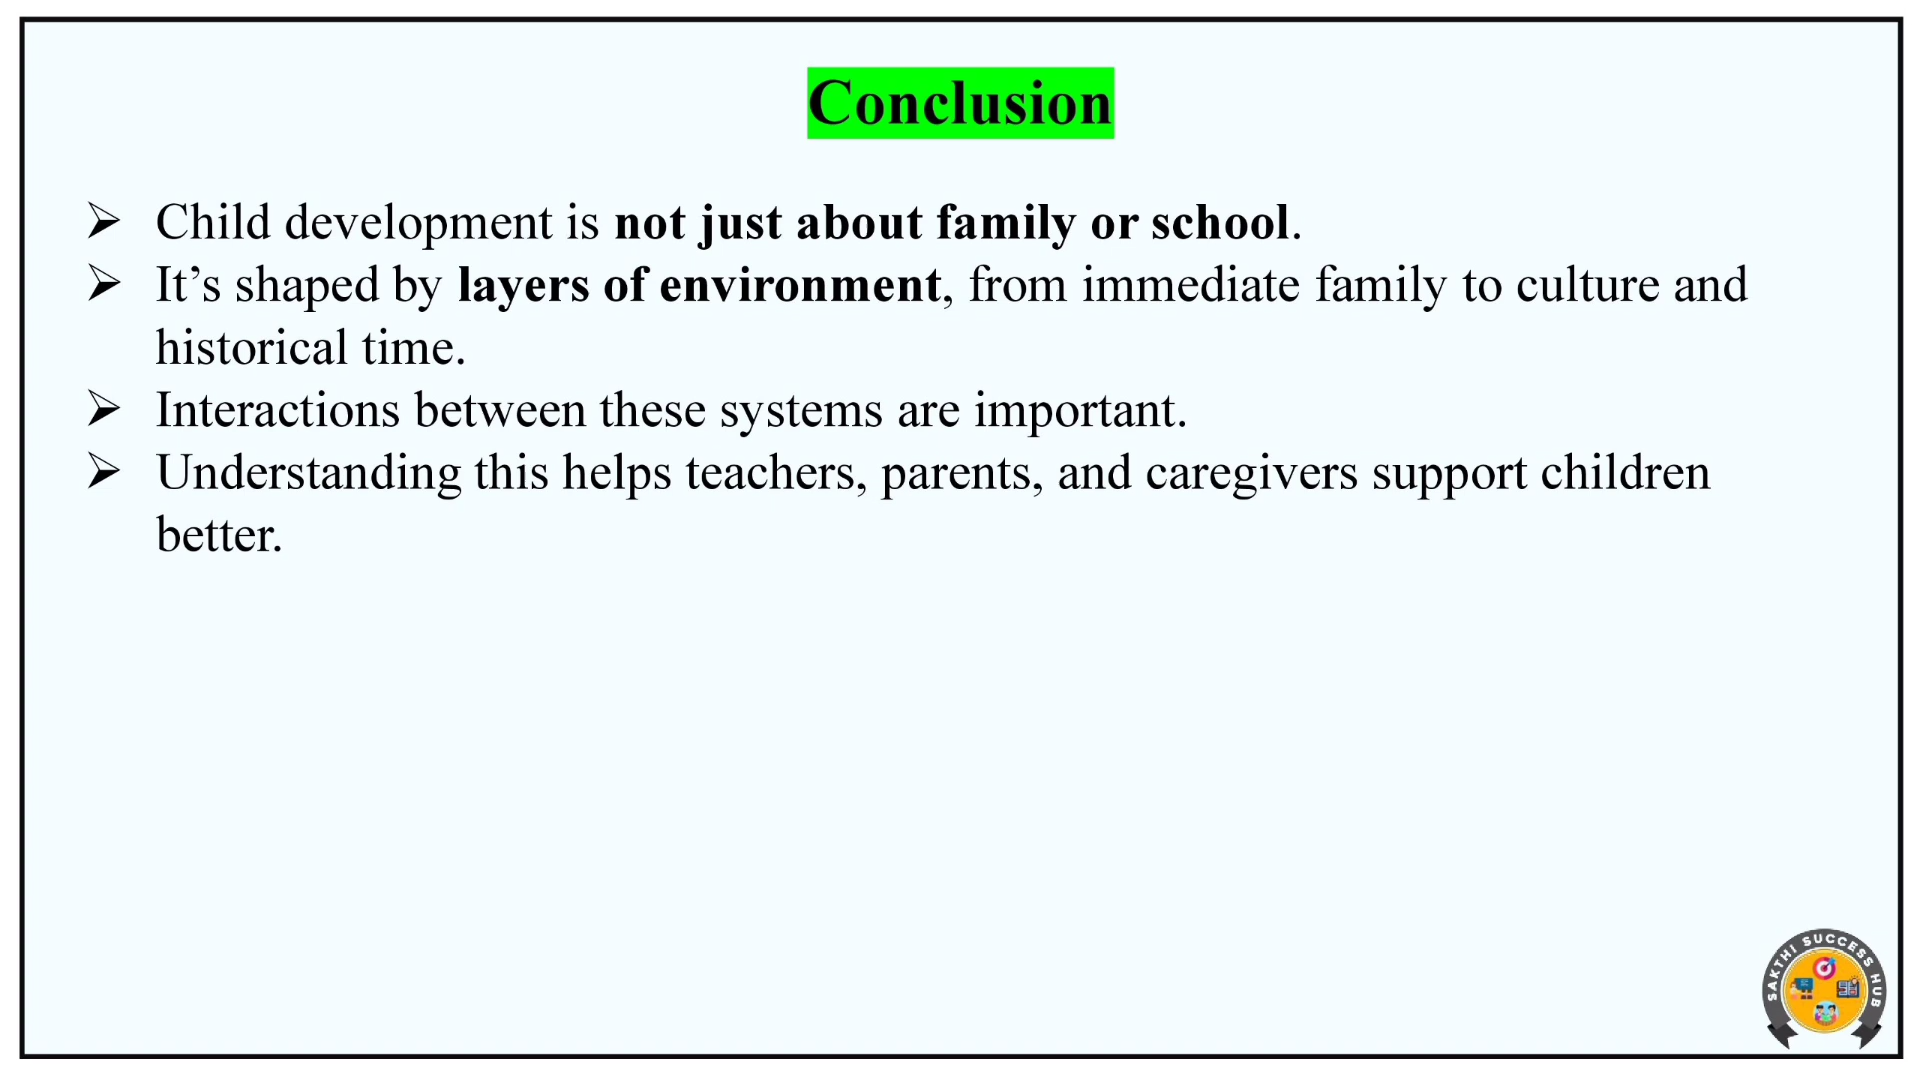 Conclusion
➢ Child development is not just about family or school.
➢ It’s shaped by layers of environment, from immediate family to culture and
historical time.
➢ Interactions between these systems are important.
➢ Understanding this helps teachers, parents, and caregivers support children
better.
SAKTHI SUCCESS HUB